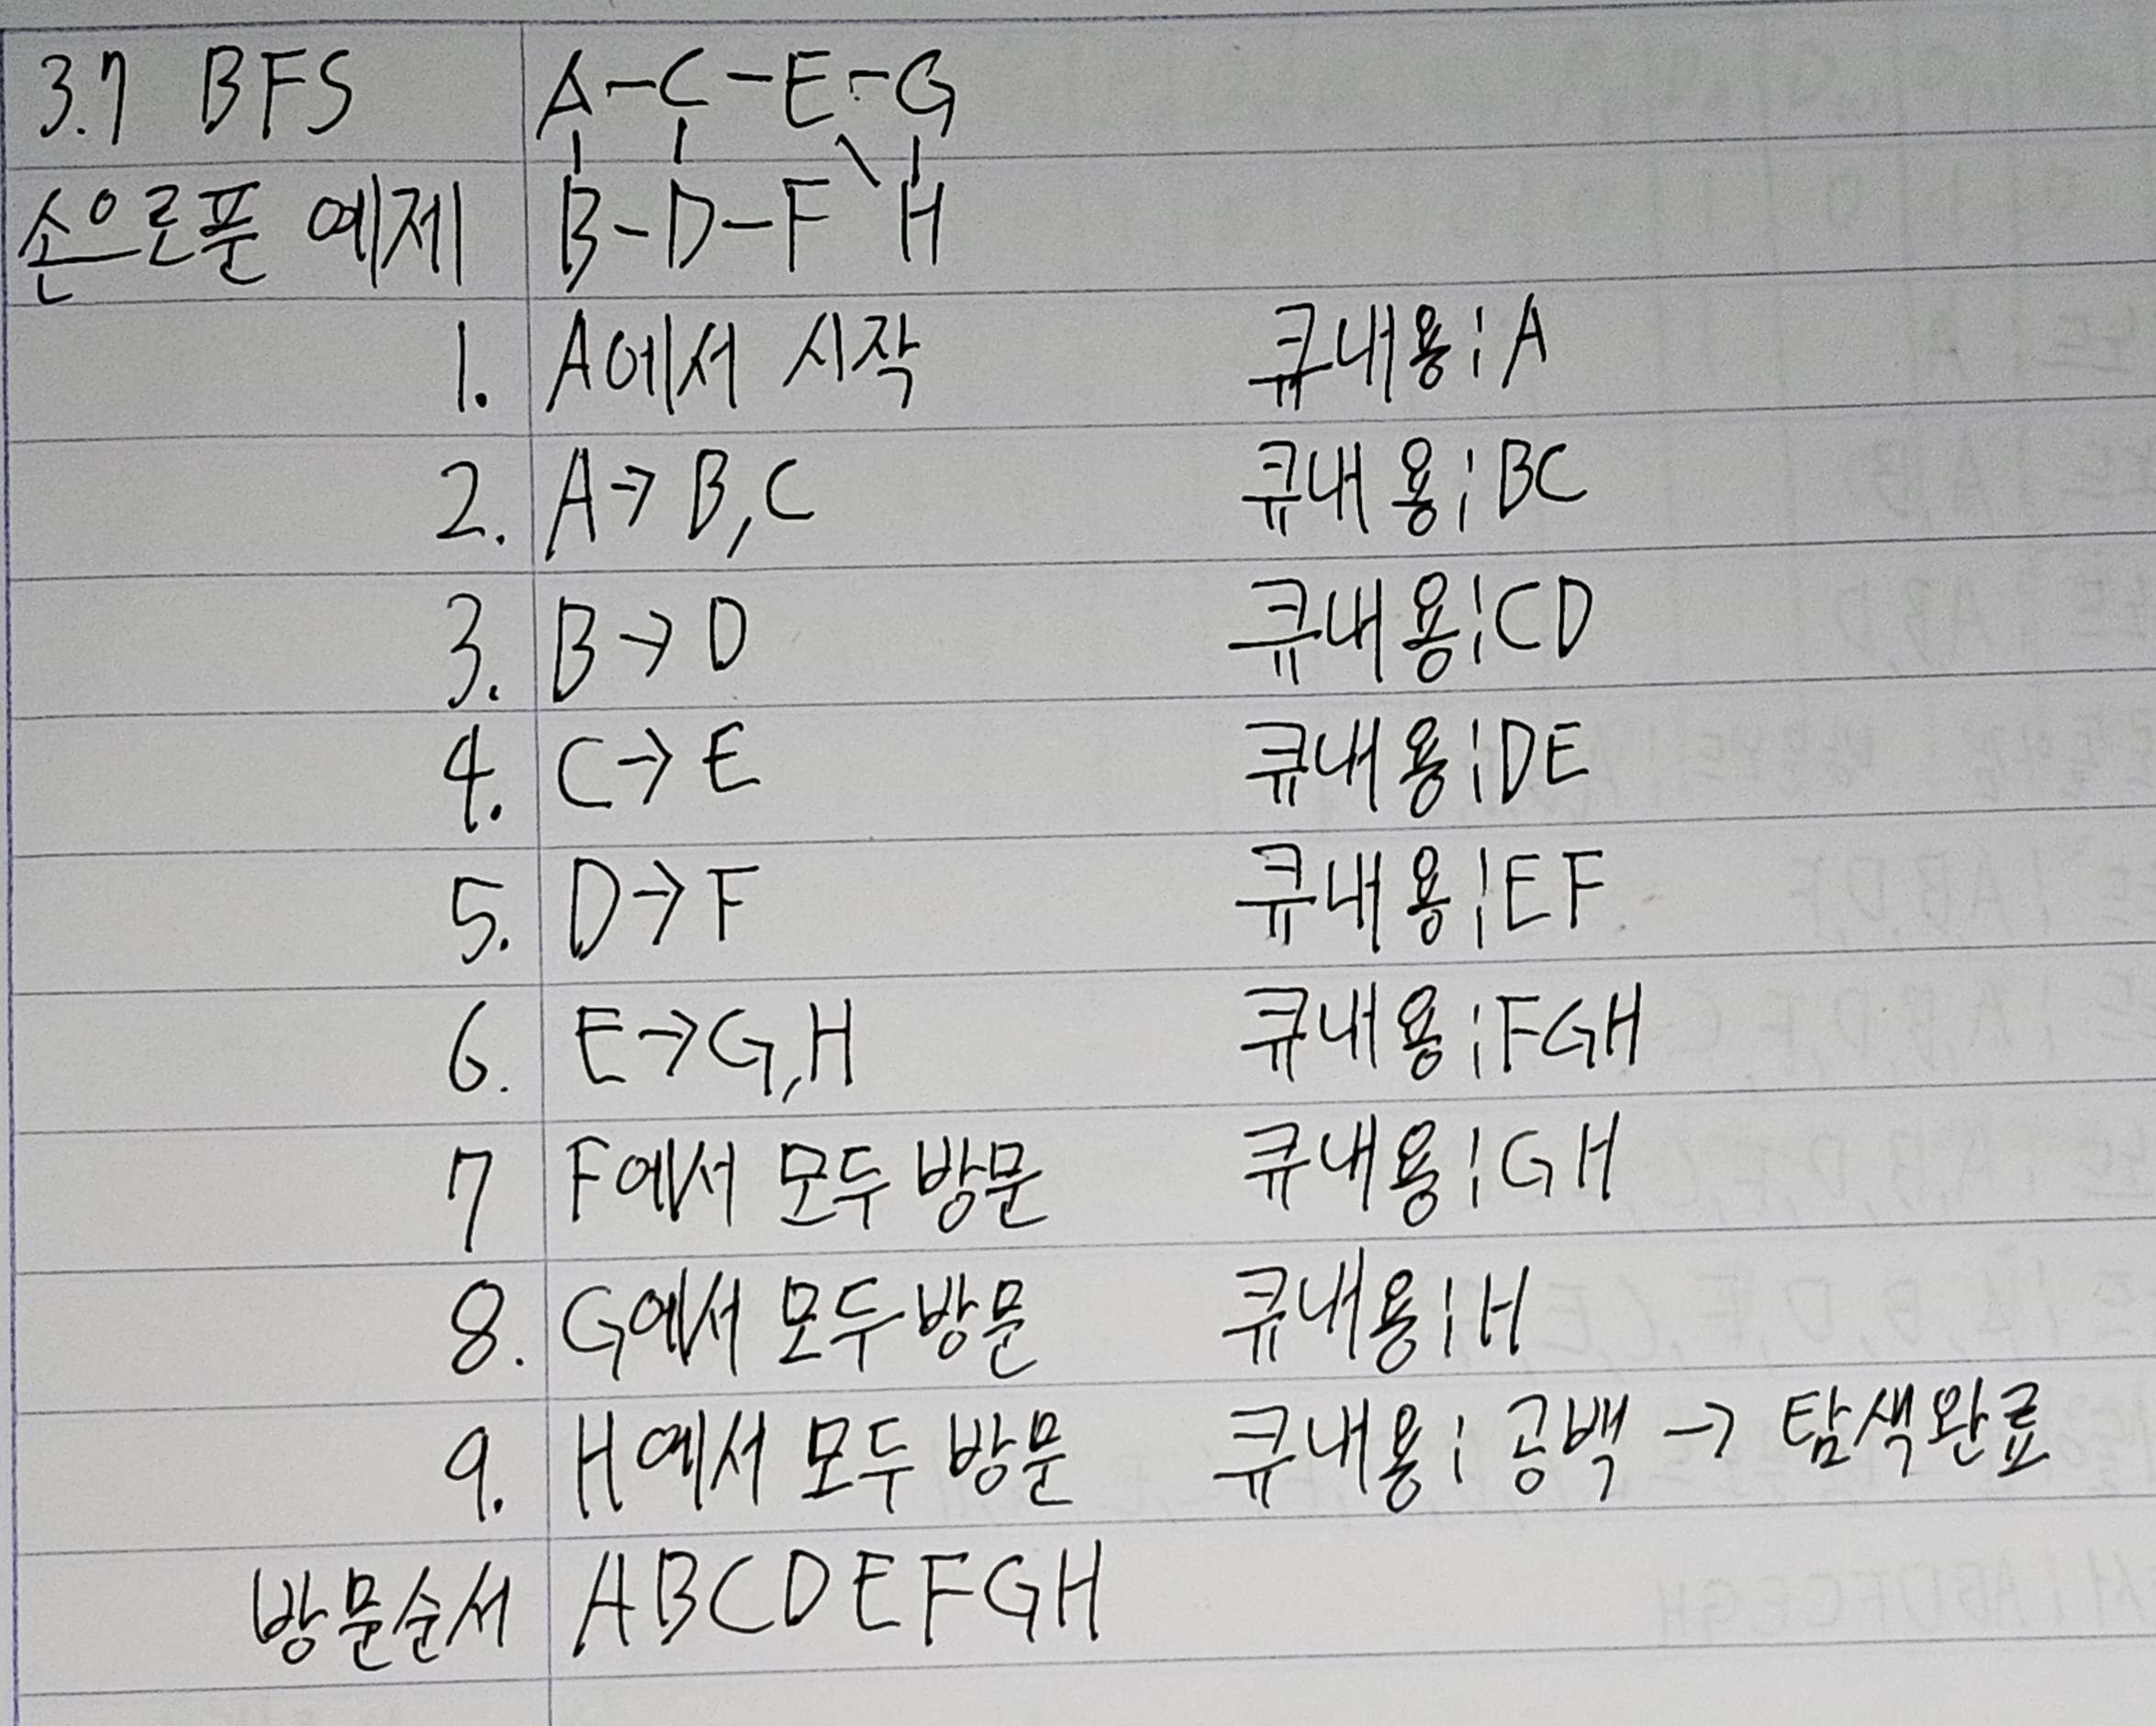 3.7 BFS A-C-E-G
손으로푼 예제 B-D-F H
1. A에서 시작 큐내용: A
2. A→B,C 큐내용: BC
3. B→D 큐내용: CD
4. C→E 큐내용: DE
5. D→F 큐내용: EF
6. E→G,H 큐내용: FGH
7 F에서 모두 방문 큐내용: GH
8. G에서 모두 방문 큐내용: H
9. H에서 모두 방문 큐내용: 공백 → 탐색완료
방문순서 ABCDEFGH